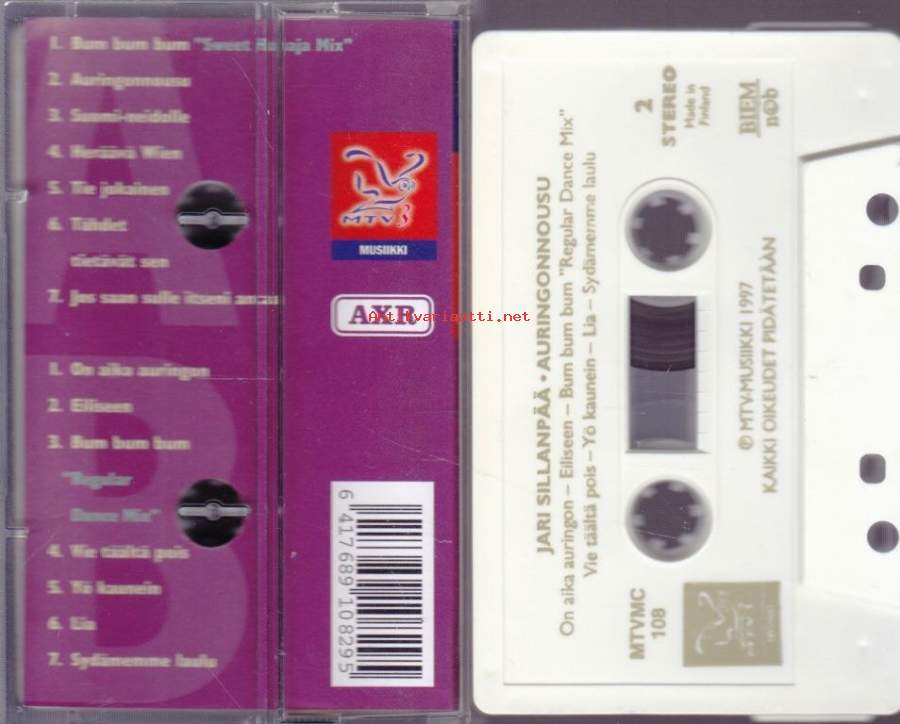 1. Bum bum bum "Sweet Mix"
2. Auringonnousu
3. Suomi-neidolle
4. Heräävä Wien
5. Tie jokainen
6. Tähdet
tietävät sen
7. Jos saan sulle itseni antaa
1. On aika auringon
2. Eiliseen
3. Bum bum bum
"Regular
Dance Mix"
4. Vie täältä pois
5. Yö kaunein
6. Lia
7. Sydämemme laulu
MTV3
MUSIIKKI
AXR
Antikvariaatti.net
6 417689 108295
2
STEREO
Made in
Finland
BIEM
n©b
JARI SILLANPÄÄ • AURINGONNOUSU
On aika auringon – Eiliseen – Bum bum bum "Regular Dance Mix"
Vie täältä pois – Yö kaunein – Lia – Sydämemme laulu
MTVMC
108
℗ MTV-MUSIIKKI 1997
KAIKKI OIKEUDET PIDÄTETÄÄN